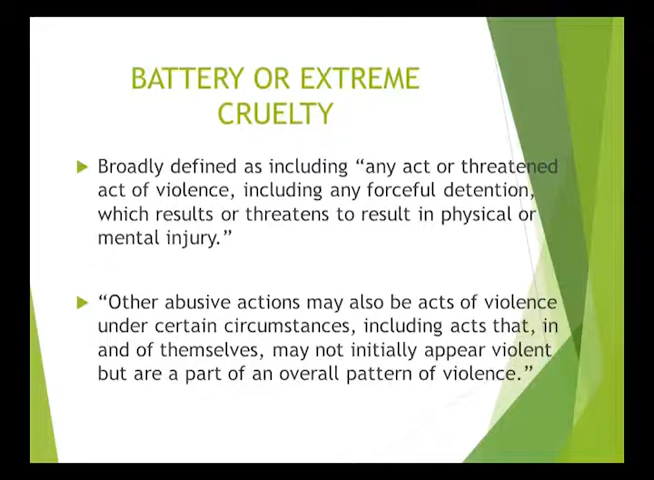 BATTERY OR EXTREME
CRUELTY
Broadly defined as including “any act or threatened
act of violence, including any forceful detention,
which results or threatens to result in physical or
mental injury.”
“Other abusive actions may also be acts of violence
under certain circumstances, including acts that, in
and of themselves, may not initially appear violent
but are a part of an overall pattern of violence.”